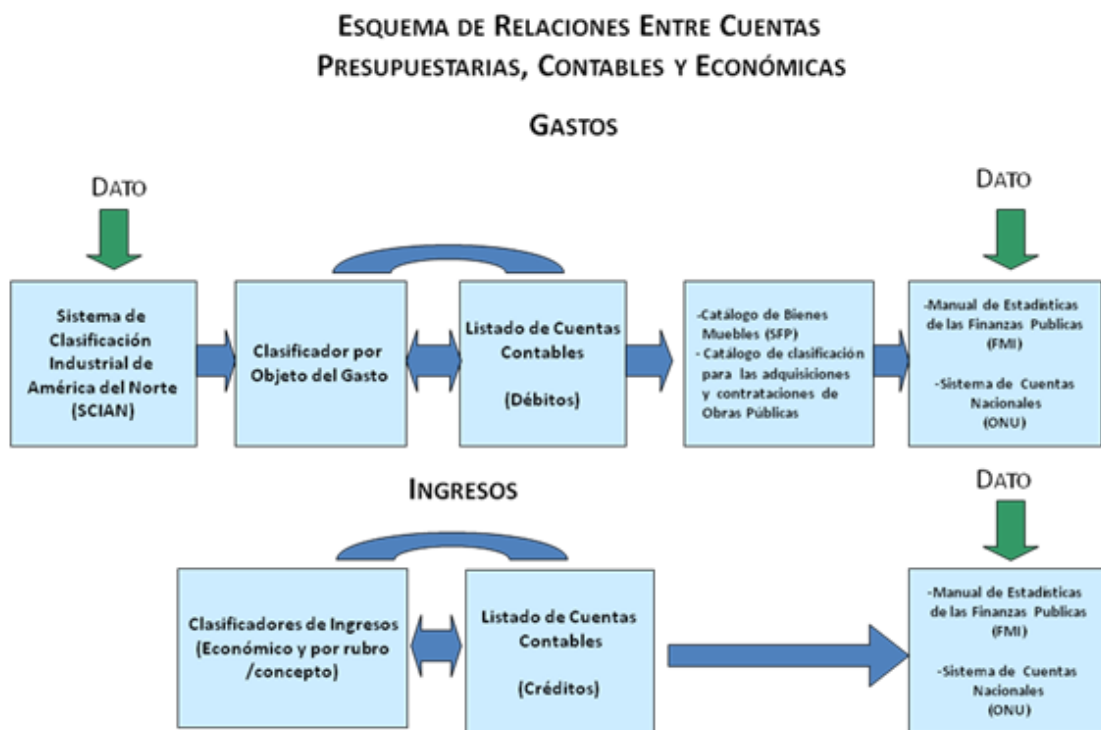 ESQUEMA DE RELACIONES ENTRE CUENTAS
PRESUPUESTARIAS, CONTABLES Y ECONÓMICAS
GASTOS
DATO
DATO
Sistema de
Clasificación
Industrial de
América del Norte
(SCIAN)
Clasificador por
Objeto del Gasto
Listado de Cuentas
Contables
(Débitos)
-Catálogo de Bienes
Muebles (SFP)
- Catálogo de clasificación
para las adquisiciones
y contrataciones de
Obras Públicas
-Manual de Estadísticas
de las Finanzas Publicas
(FMI)
-Sistema de Cuentas
Nacionales
(ONU)
INGRESOS
DATO
Clasificadores de Ingresos
(Económico y por rubro
/concepto)
Listado de Cuentas
Contables
(Créditos)
-Manual de Estadísticas
de las Finanzas Publicas
(FMI)
-Sistema de Cuentas
Nacionales
(ONU)